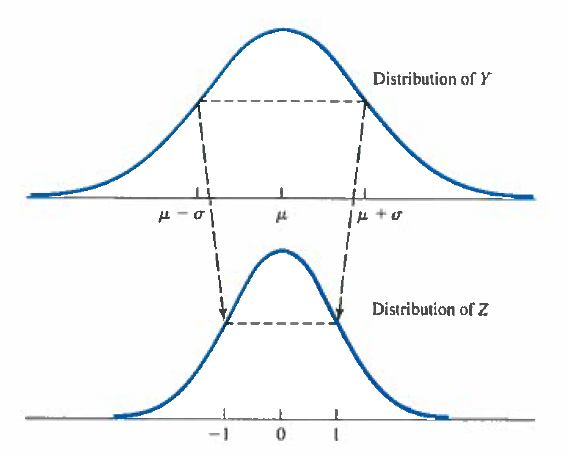 Distribution of Y
μ − σ μ μ + σ
Distribution of Z
−1 0 1